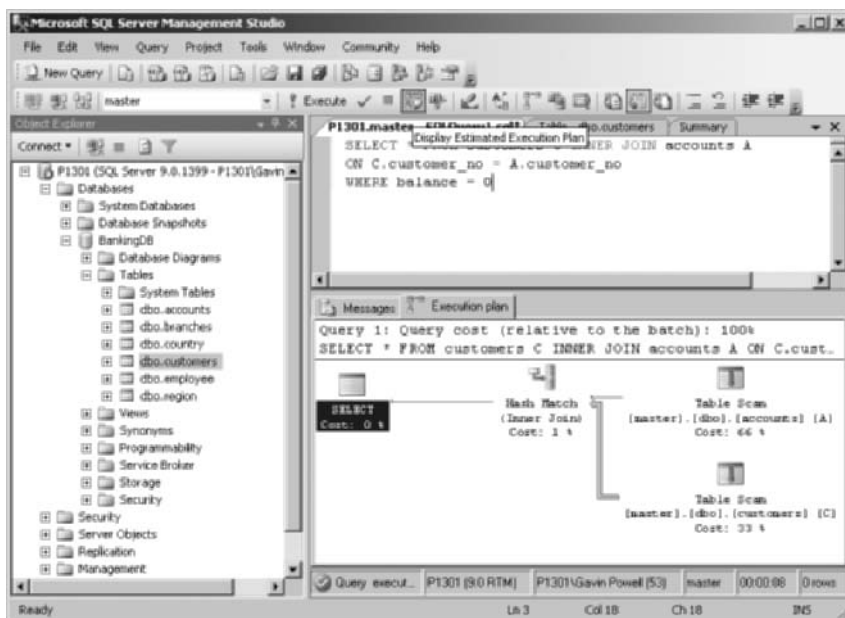 Microsoft SQL Server Management Studio
File Edit View Query Project Tools Window Community Help
New Query
master
Execute
Object Explorer
Connect
P1301 (SQL Server 9.0.1399 - P1301\Gavin
Databases
System Databases
Database Snapshots
BankingDB
Database Diagrams
Tables
System Tables
dbo.accounts
dbo.branches
dbo.country
dbo.customers
dbo.employee
dbo.region
Views
Synonyms
Programmability
Service Broker
Storage
Security
Security
Server Objects
Replication
Management
P1301.master Table dbo.customers Summary
Display Estimated Execution Plan
SELECT * INNER JOIN accounts A
ON C.customer_no = A.customer_no
WHERE balance = 0
Messages Execution plan
Query 1: Query cost (relative to the batch): 100%
SELECT * FROM customers C INNER JOIN accounts A ON C.cust…
SELECT
Cost: 0 %
Hash Match
(Inner Join)
Cost: 1 %
Table Scan
[master].[dbo].[accounts] [A]
Cost: 66 %
Table Scan
[master].[dbo].[customers] [C]
Cost: 33 %
Query execut... P1301 (9.0 RTM) P1301\Gavin Powell (53) master 00:00:08 0 rows
Ready Ln 3 Col 18 Ch 18 INS